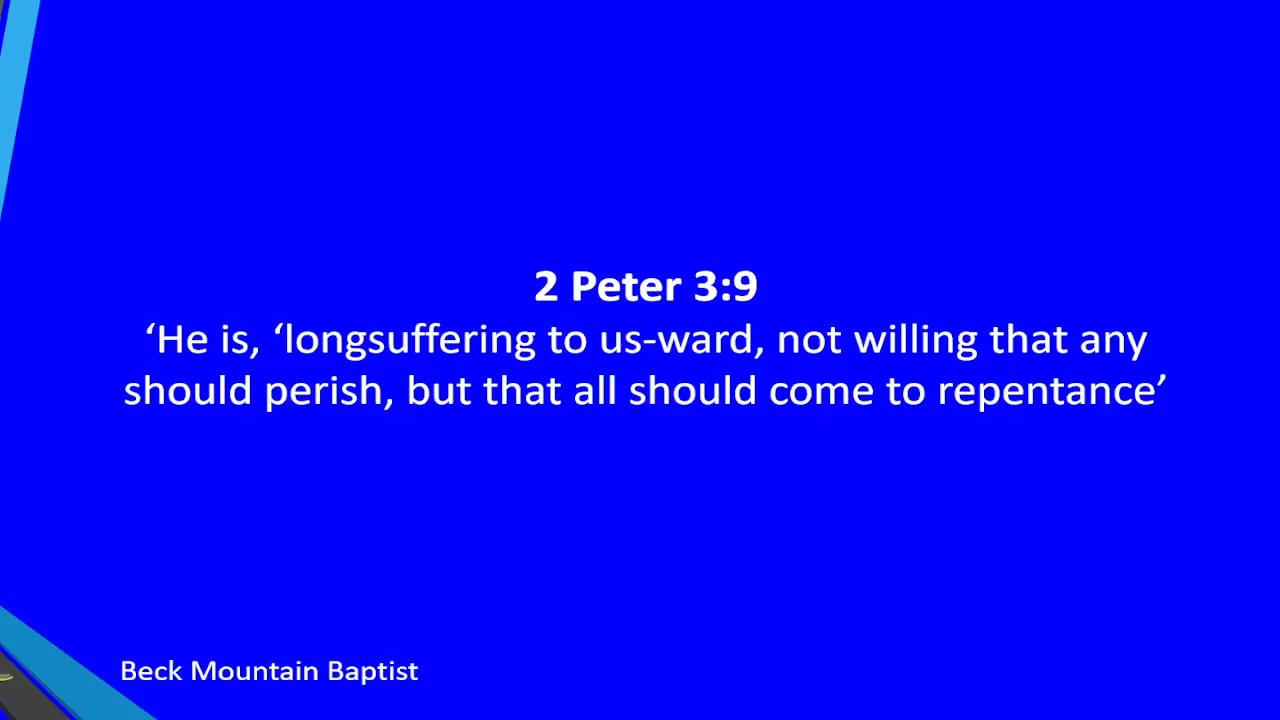 2 Peter 3:9
‘He is, ‘longsuffering to us-ward, not willing that any
should perish, but that all should come to repentance’
Beck Mountain Baptist